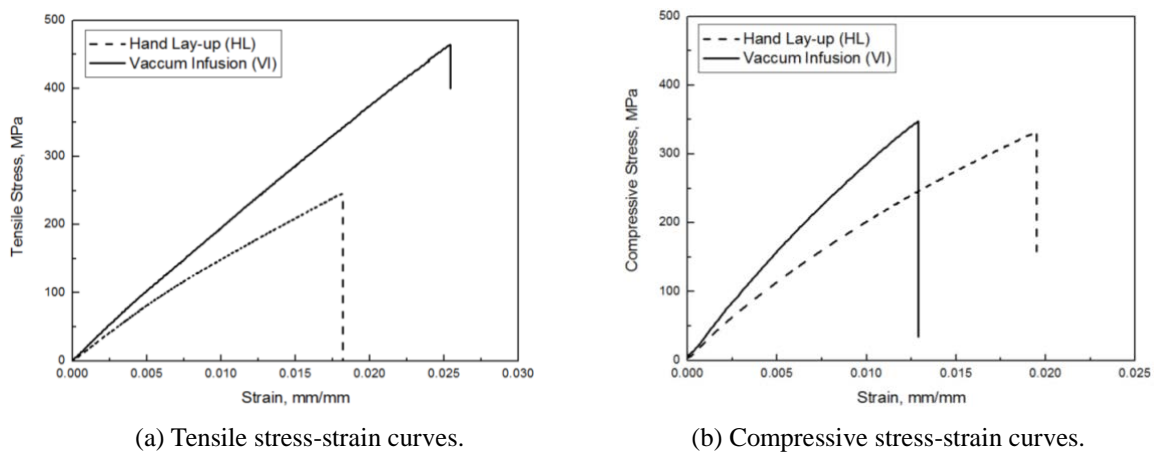 500
400
300
200
100
0
Tensile Stress, MPa
Hand Lay-up (HL)
Vaccum Infusion (VI)
0.000 0.005 0.010 0.015 0.020 0.025 0.030
Strain, mm/mm
(a) Tensile stress-strain curves.
500
400
300
200
100
0
Compressive Stress, MPa
Hand Lay-up (HL)
Vaccum Infusion (VI)
0.000 0.005 0.010 0.015 0.020 0.025
Strain, mm/mm
(b) Compressive stress-strain curves.